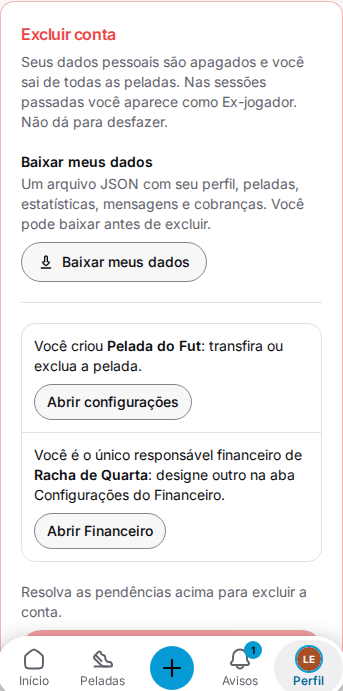 Excluir conta
Seus dados pessoais são apagados e você
sai de todas as peladas. Nas sessões
passadas você aparece como Ex-jogador.
Não dá para desfazer.
Baixar meus dados
Um arquivo JSON com seu perfil, peladas,
estatísticas, mensagens e cobranças. Você
pode baixar antes de excluir.
Baixar meus dados
Você criou Pelada do Fut: transfira ou
exclua a pelada.
Abrir configurações
Você é o único responsável financeiro de
Racha de Quarta: designe outro na aba
Configurações do Financeiro.
Abrir Financeiro
Resolva as pendências acima para excluir a
conta.
1
LE
Início
Peladas
Avisos
Perfil